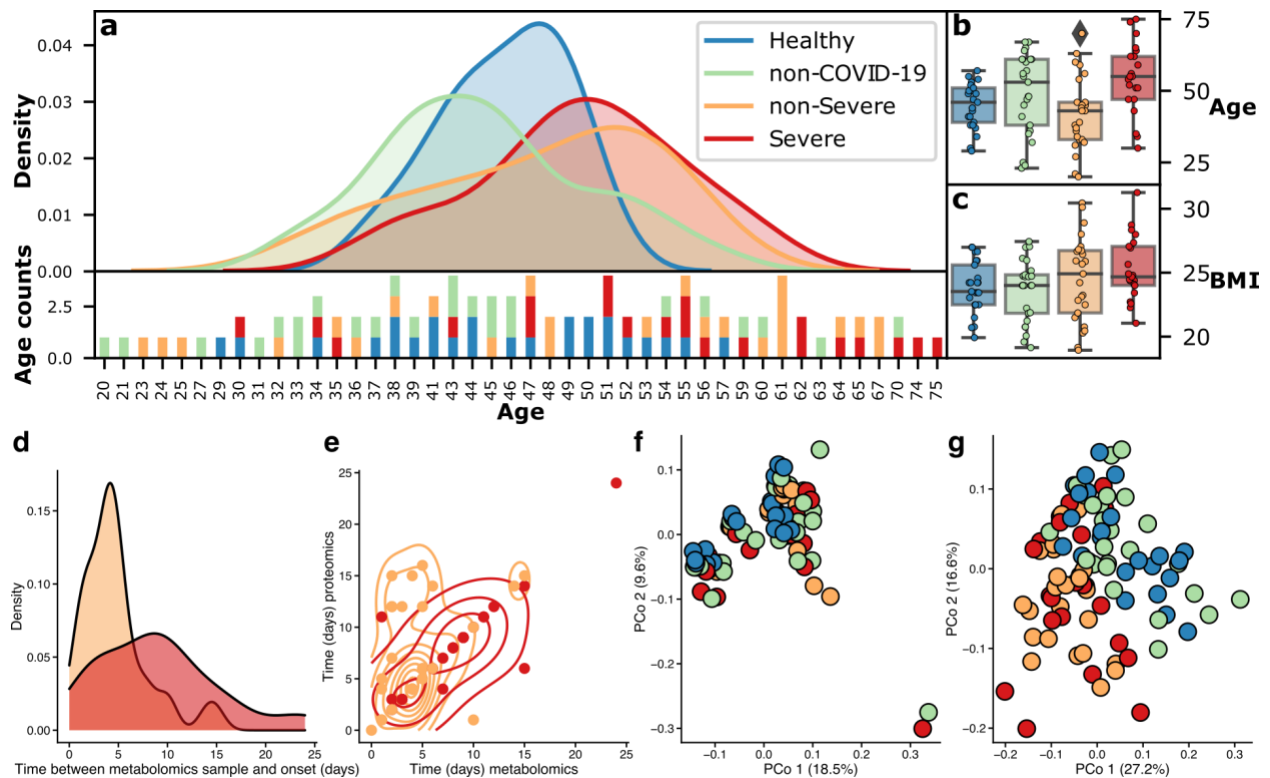 a
Density
0.04
0.03
0.02
0.01
0.00
Healthy
non-COVID-19
non-Severe
Severe
Age counts
2.5
0.0
20 21 23 24 25 27 29 30 31 32 33 34 35 36 37 38 39 41 43 44 45 46 47 48 49 50 51 52 53 54 55 56 57 59 60 61 62 63 64 65 67 70 74 75
Age
b
75
50
25
Age
c
30
25
20
BMI
d
Density
0.15
0.10
0.05
0.00
0 5 10 15 20 25
Time between metabolomics sample and onset (days)
e
Time (days) proteomics
25
20
15
10
5
0
0 5 10 15 20 25
Time (days) metabolomics
f
PCo 2 (9.6%)
0.1
0.0
−0.1
−0.2
−0.3
−0.1 0.0 0.1 0.2 0.3
PCo 1 (18.5%)
g
PCo 2 (16.6%)
0.1
0.0
−0.1
−0.2
−0.2 −0.1 0.0 0.1 0.2 0.3
PCo 1 (27.2%)